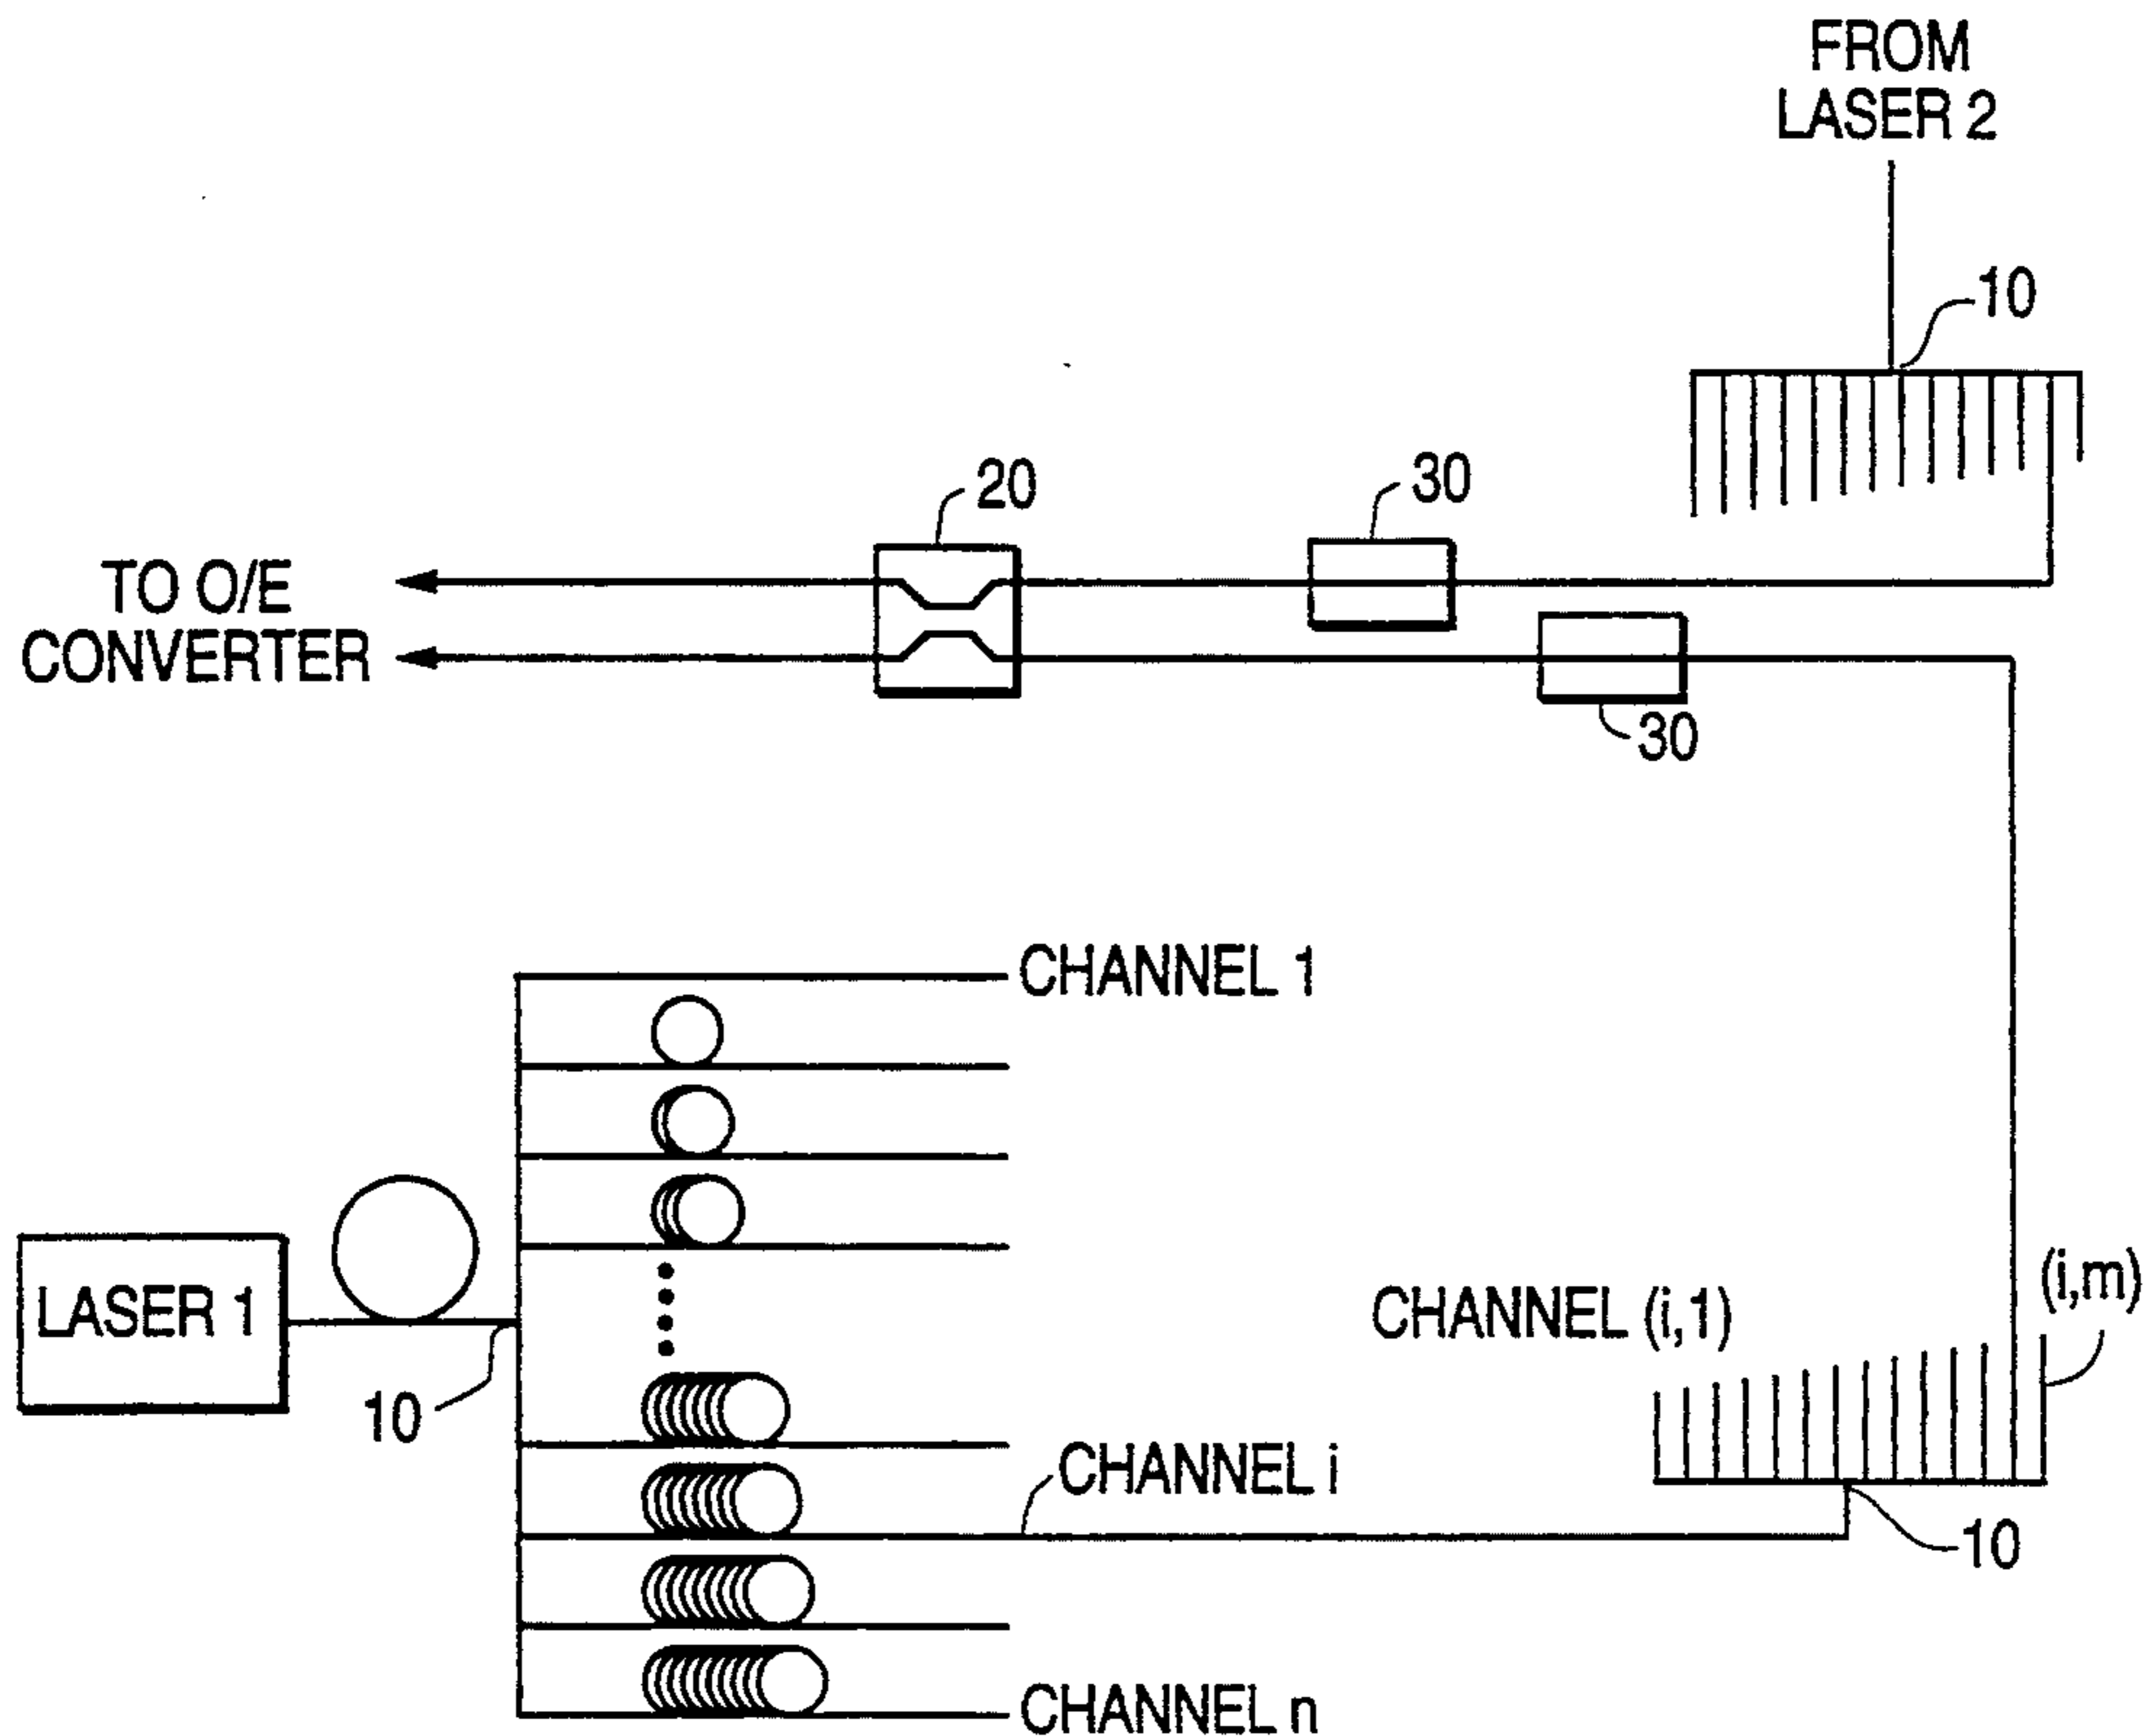 FROM
LASER 2
10
20
30
TO O/E
CONVERTER
30
CHANNEL 1
LASER 1
10
CHANNEL (i,1)
(i,m)
CHANNEL i
10
CHANNEL n